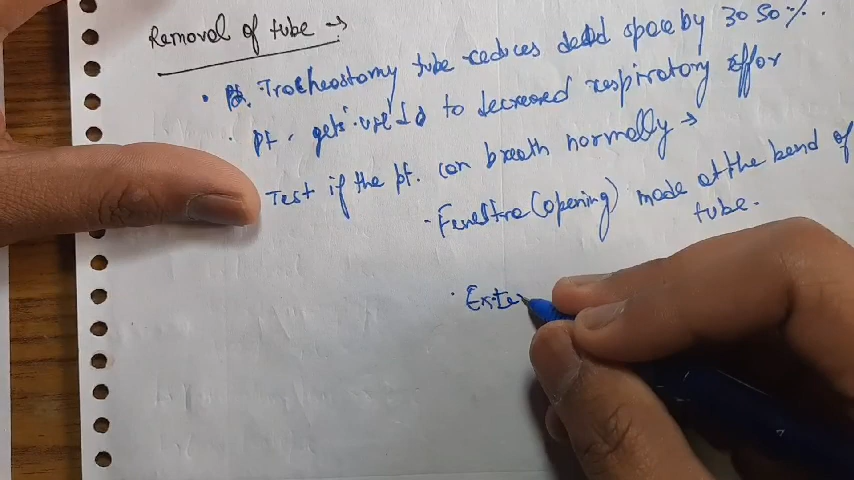 Removal of tube →
• Tracheostomy tube reduces dead space by 30 50%.
• pt. gets used to decreased respiratory effor
Test if the pt. can breath normally →
- Fenestra (opening) made at the bend of
tube.
• Exte